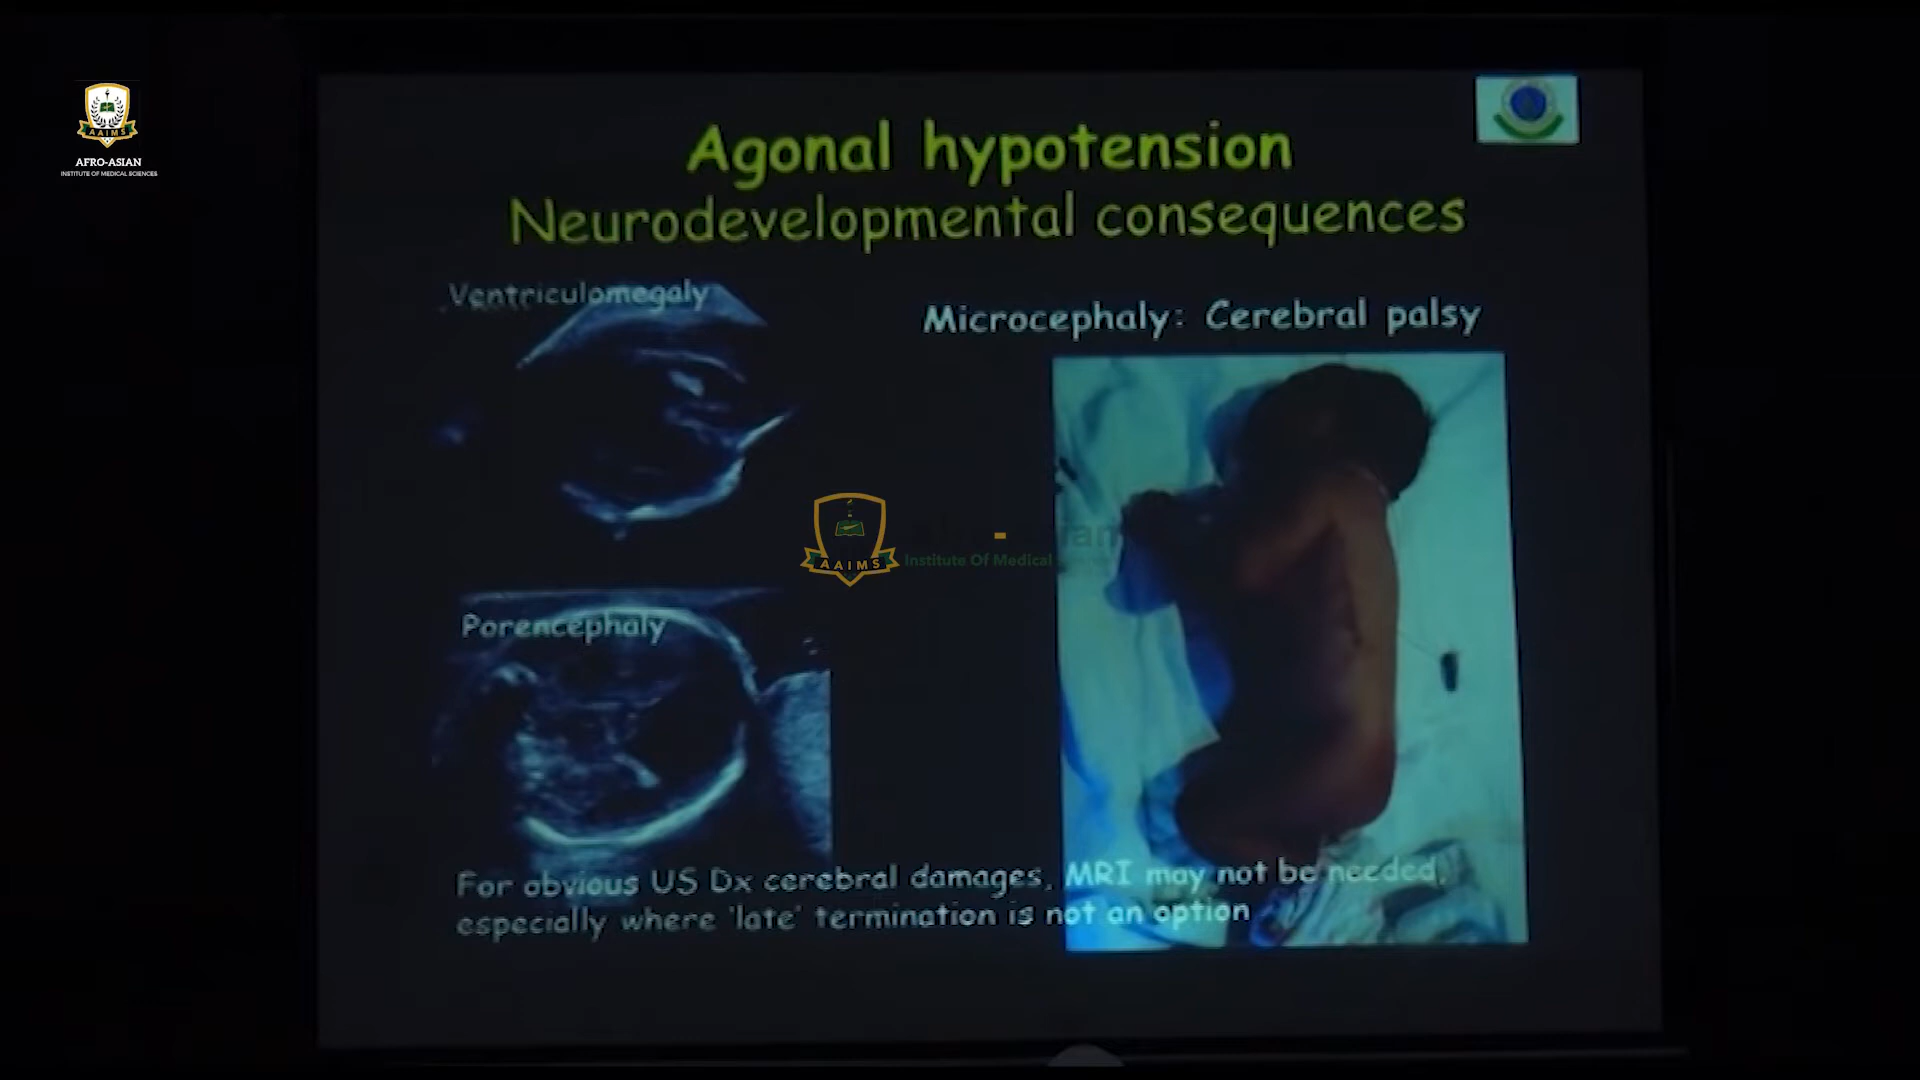 AAIMS
AFRO-ASIAN
INSTITUTE OF MEDICAL SCIENCES
Agonal hypotension
Neurodevelopmental consequences
Ventriculomegaly
Microcephaly: Cerebral palsy
AAIMS
Institute Of Medical
Porencephaly
For obvious US Dx cerebral damages, MRI may not be needed,
especially where 'late' termination is not an option